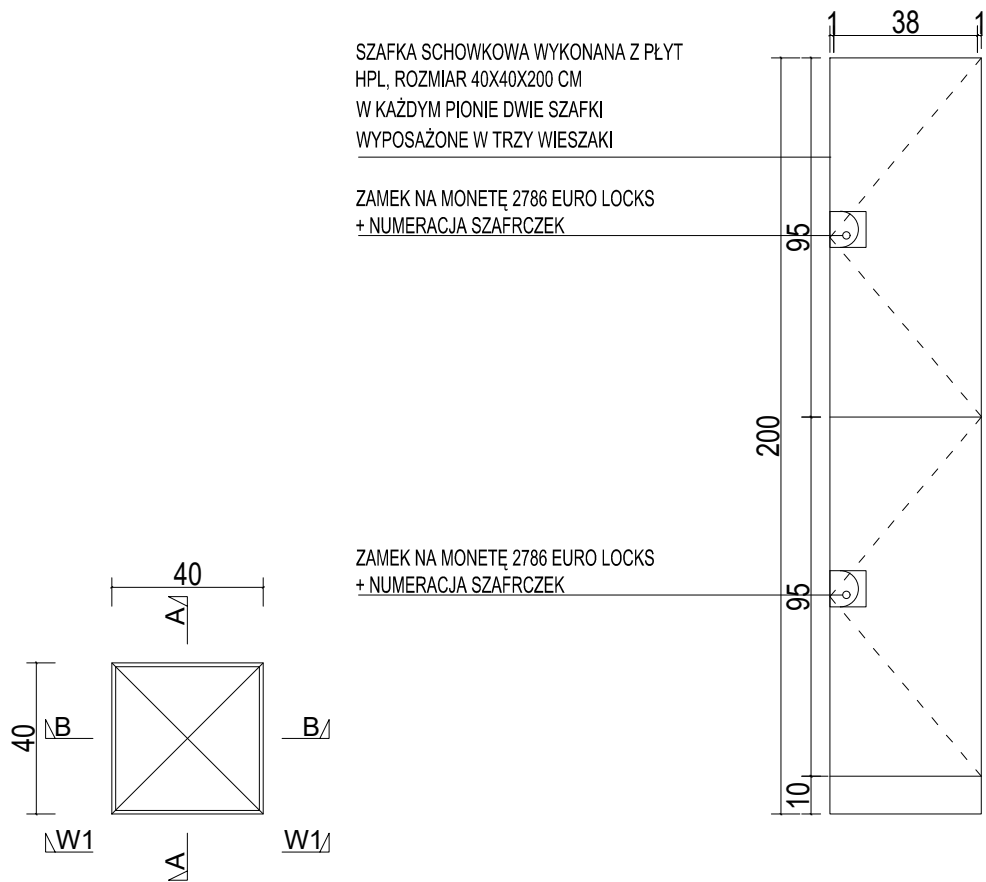 1 38 1
SZAFKA SCHOWKOWA WYKONANA Z PŁYT
HPL, ROZMIAR 40X40X200 CM
W KAŻDYM PIONIE DWIE SZAFKI
WYPOSAŻONE W TRZY WIESZAKI
ZAMEK NA MONETĘ 2786 EURO LOCKS
+ NUMERACJA SZAFRCZEK
95
200
ZAMEK NA MONETĘ 2786 EURO LOCKS
+ NUMERACJA SZAFRCZEK
95
10
40
A
40
B B
W1 W1
A